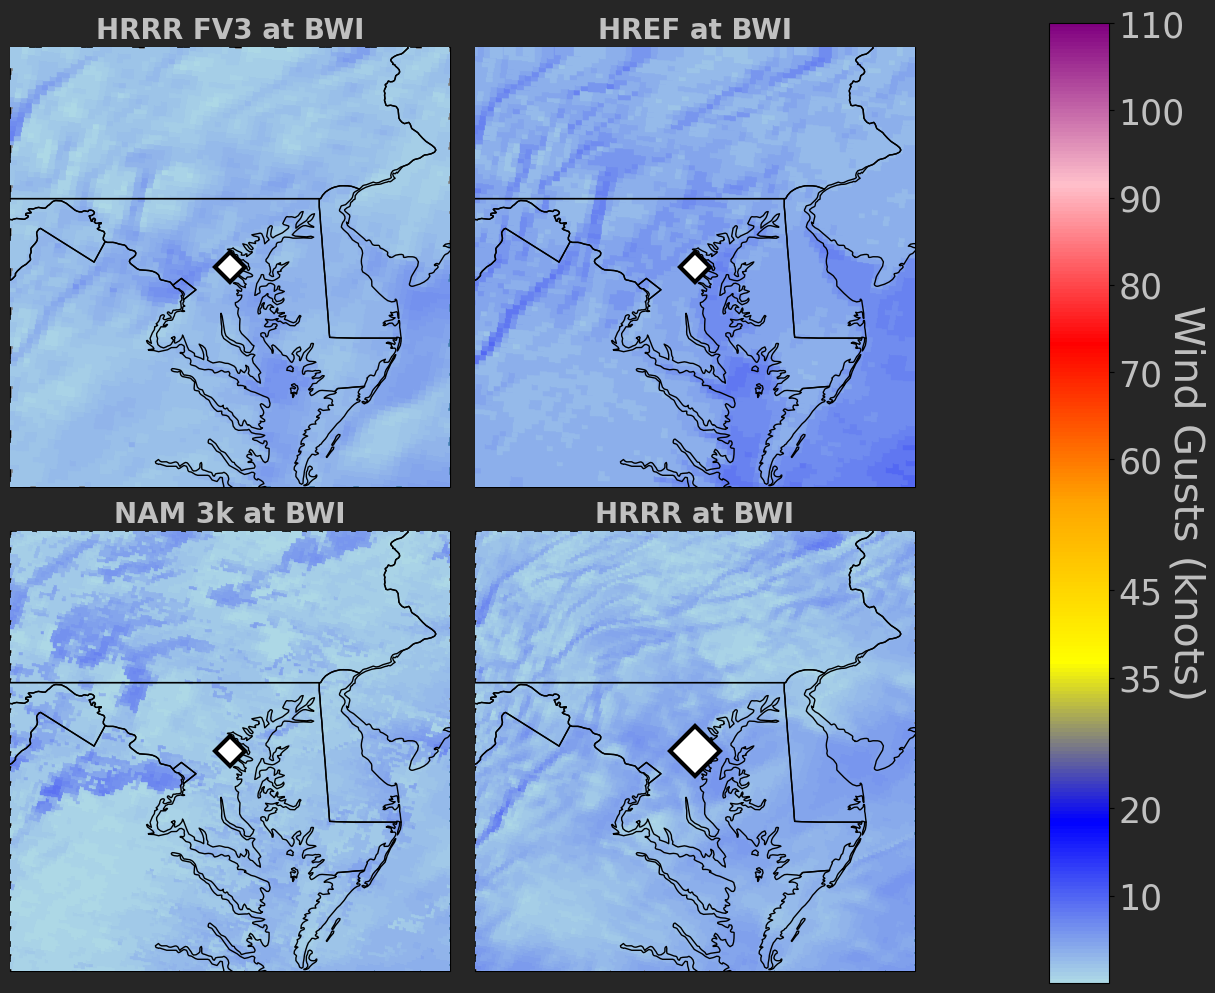 HRRR FV3 at BWI
HREF at BWI
NAM 3k at BWI
HRRR at BWI
110
100
90
80
70
60
45
35
20
10
Wind Gusts (knots)